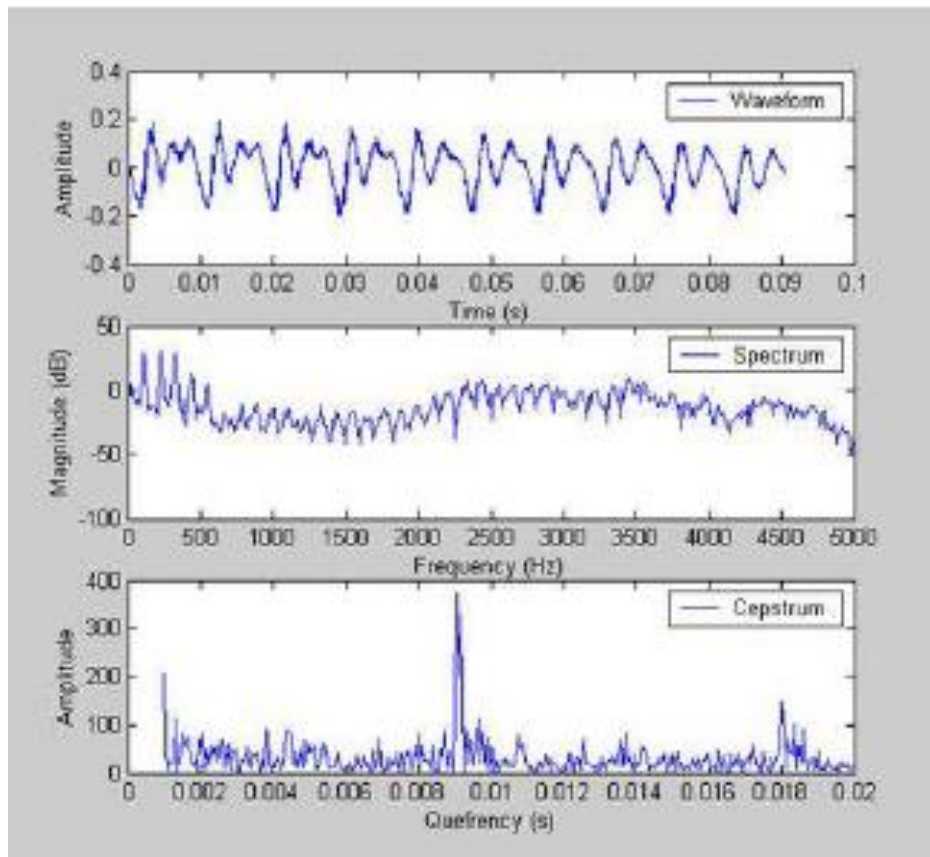 0.4
0.2
0
-0.2
-0.4
Amplitude
Waveform
0 0.01 0.02 0.03 0.04 0.05 0.06 0.07 0.08 0.09 0.1
Time (s)
50
0
-50
-100
Magnitude (dB)
Spectrum
0 500 1000 1500 2000 2500 3000 3500 4000 4500 5000
Frequency (Hz)
400
300
200
100
0
Amplitude
Cepstrum
0 0.002 0.004 0.006 0.008 0.01 0.012 0.014 0.016 0.018 0.02
Quefrency (s)